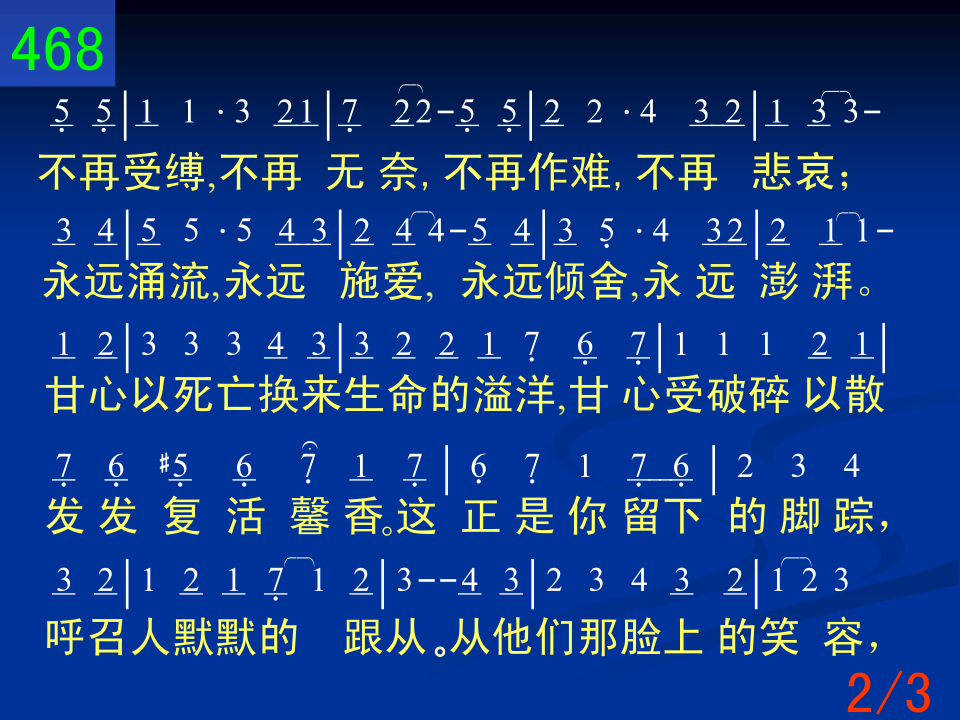 468
5 5|1 1 ·3 21|7 22-5 5|2 2 ·4 3 2|1 3 3-
不再受缚,不再 无 奈,不再作难,不再 悲哀;
3 4|5 5 ·5 4 3|2 4 4-5 4|3 5 ·4 32|2 1 1-
永远涌流,永远 施爱, 永远倾舍,永 远 澎 湃。
1 2|3 3 3 4 3|3 2 2 1 7 6 7|1 1 1 2 1|
甘心以死亡换来生命的溢洋,甘 心受破碎 以散
7 6 #5 6 7 1 7|6 7 1 7 6|2 3 4
发 发 复 活 馨 香。这 正 是 你 留下 的 脚 踪,
3 2|1 2 1 7 1 2|3--4 3|2 3 4 3 2|1 2 3
呼召人默默的 跟从。从他们那脸上 的笑 容,
2/3